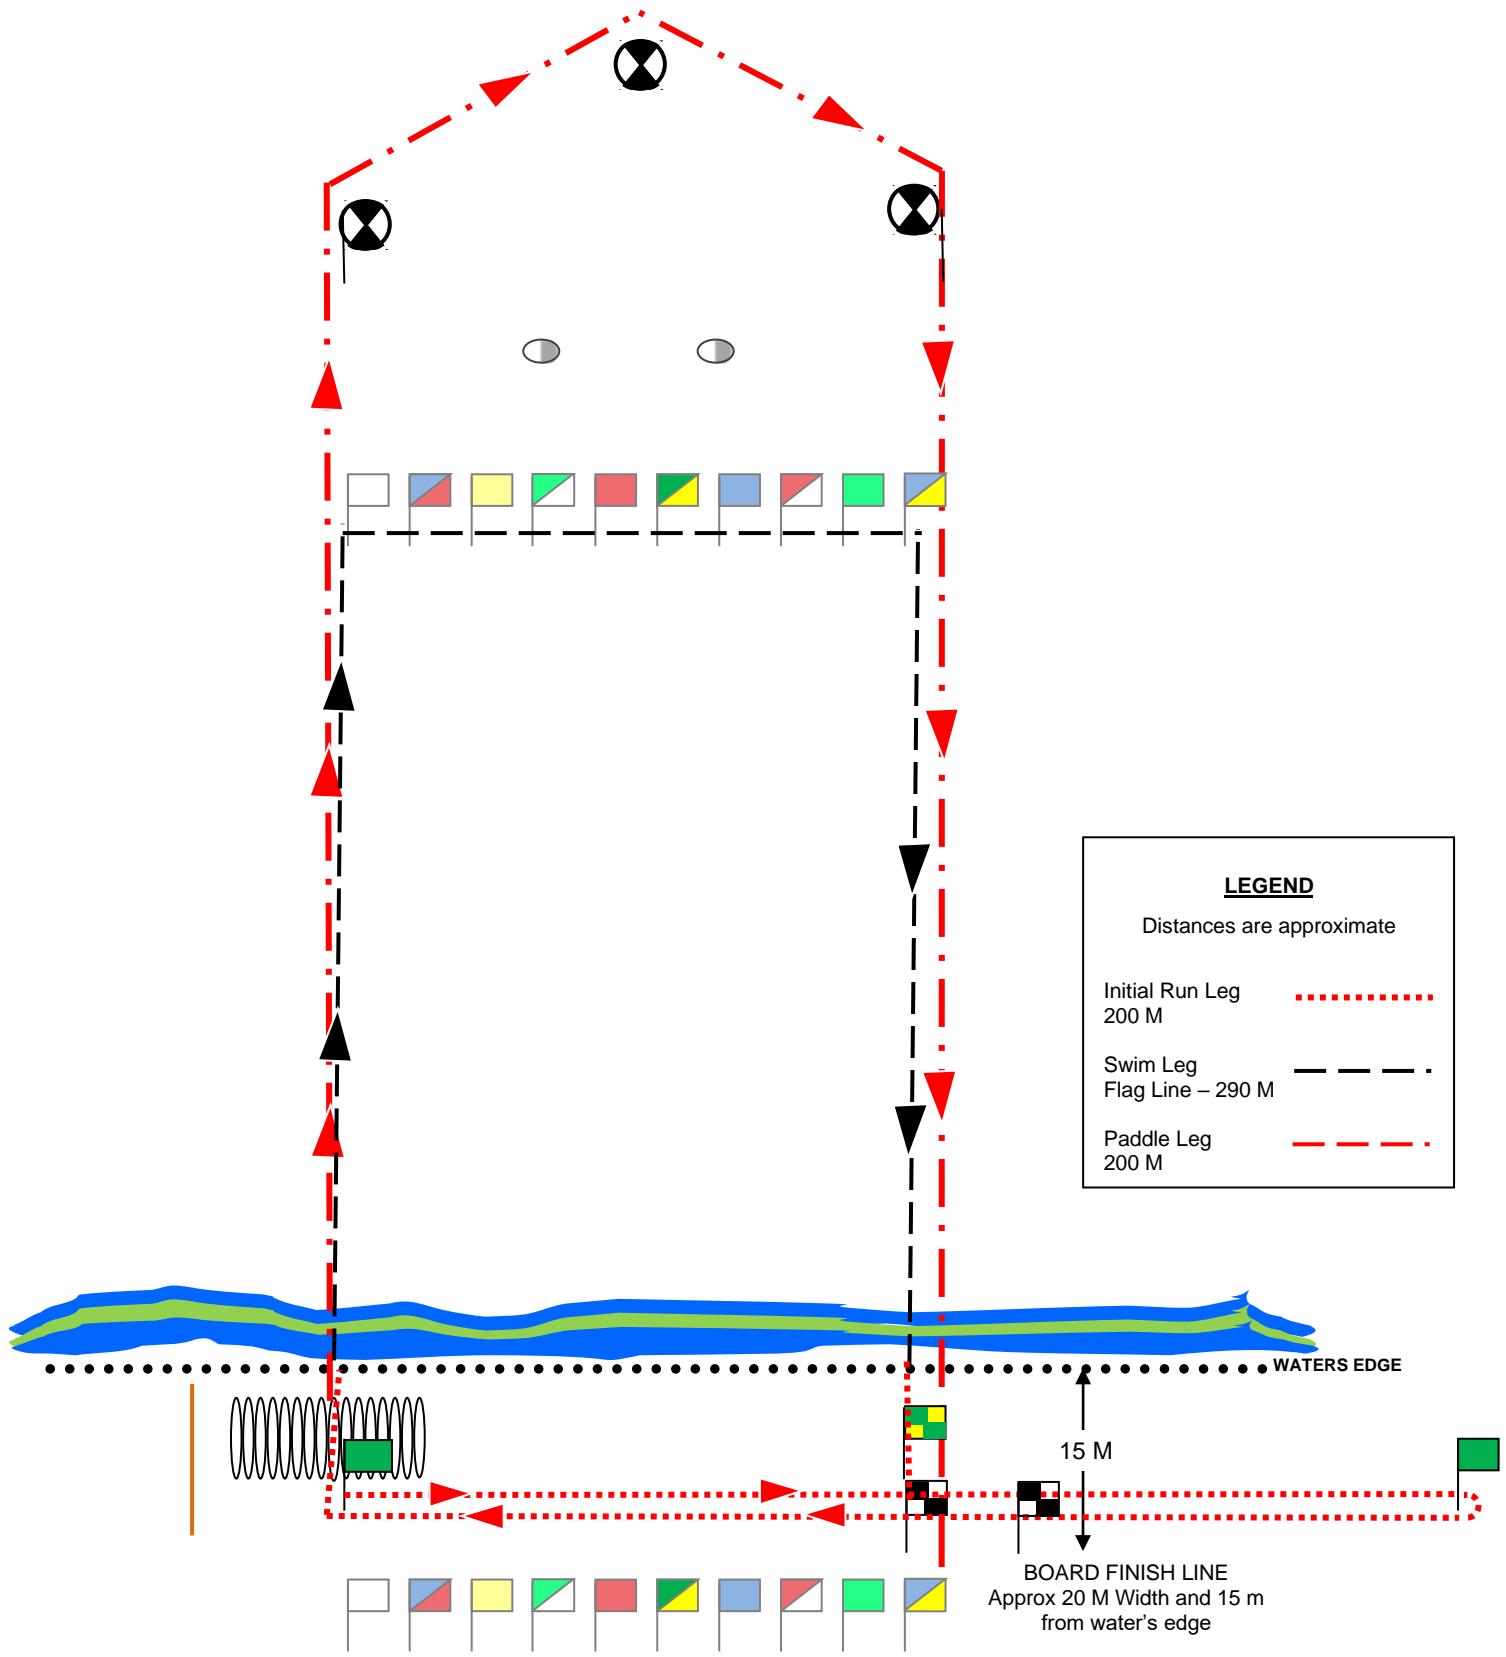 LEGEND
Distances are approximate
Initial Run Leg
200 M
Swim Leg
Flag Line – 290 M
Paddle Leg
200 M
WATERS EDGE
15 M
BOARD FINISH LINE
Approx 20 M Width and 15 m
from water's edge